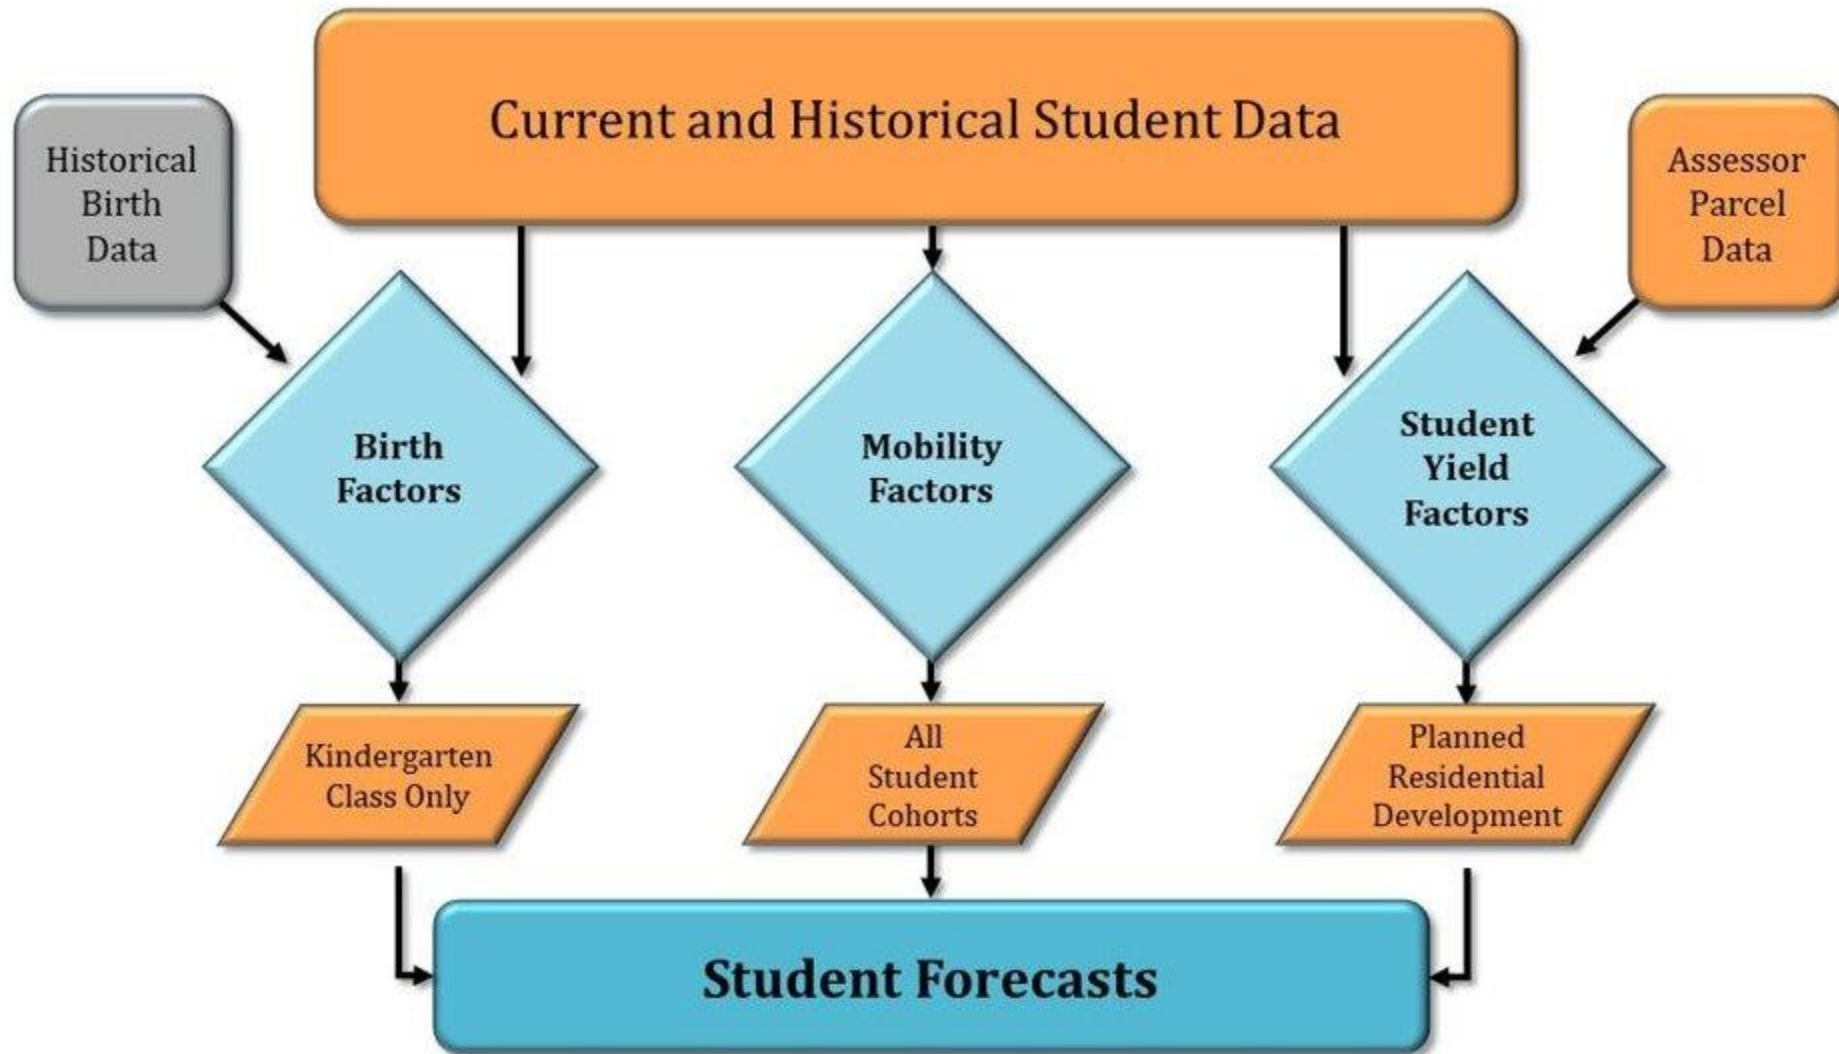 Current and Historical Student Data
Historical
Birth
Data
Assessor
Parcel
Data
Birth
Factors
Mobility
Factors
Student
Yield
Factors
Kindergarten
Class Only
All
Student
Cohorts
Planned
Residential
Development
Student Forecasts